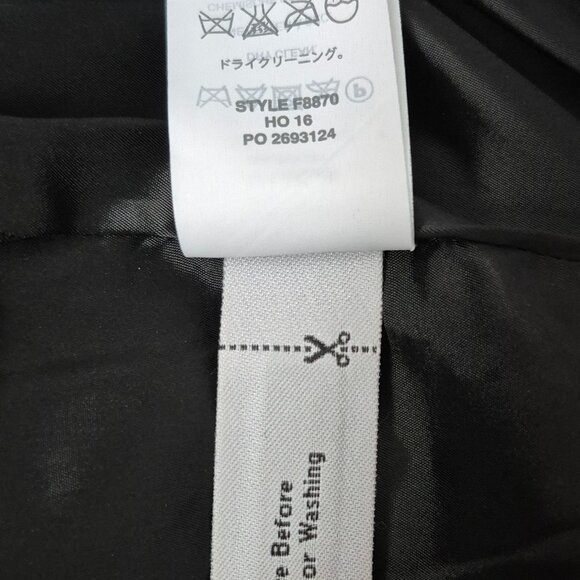 ドライクリーニング。
STYLE F8870
HO 16
PO 2693124
Before
or Washing